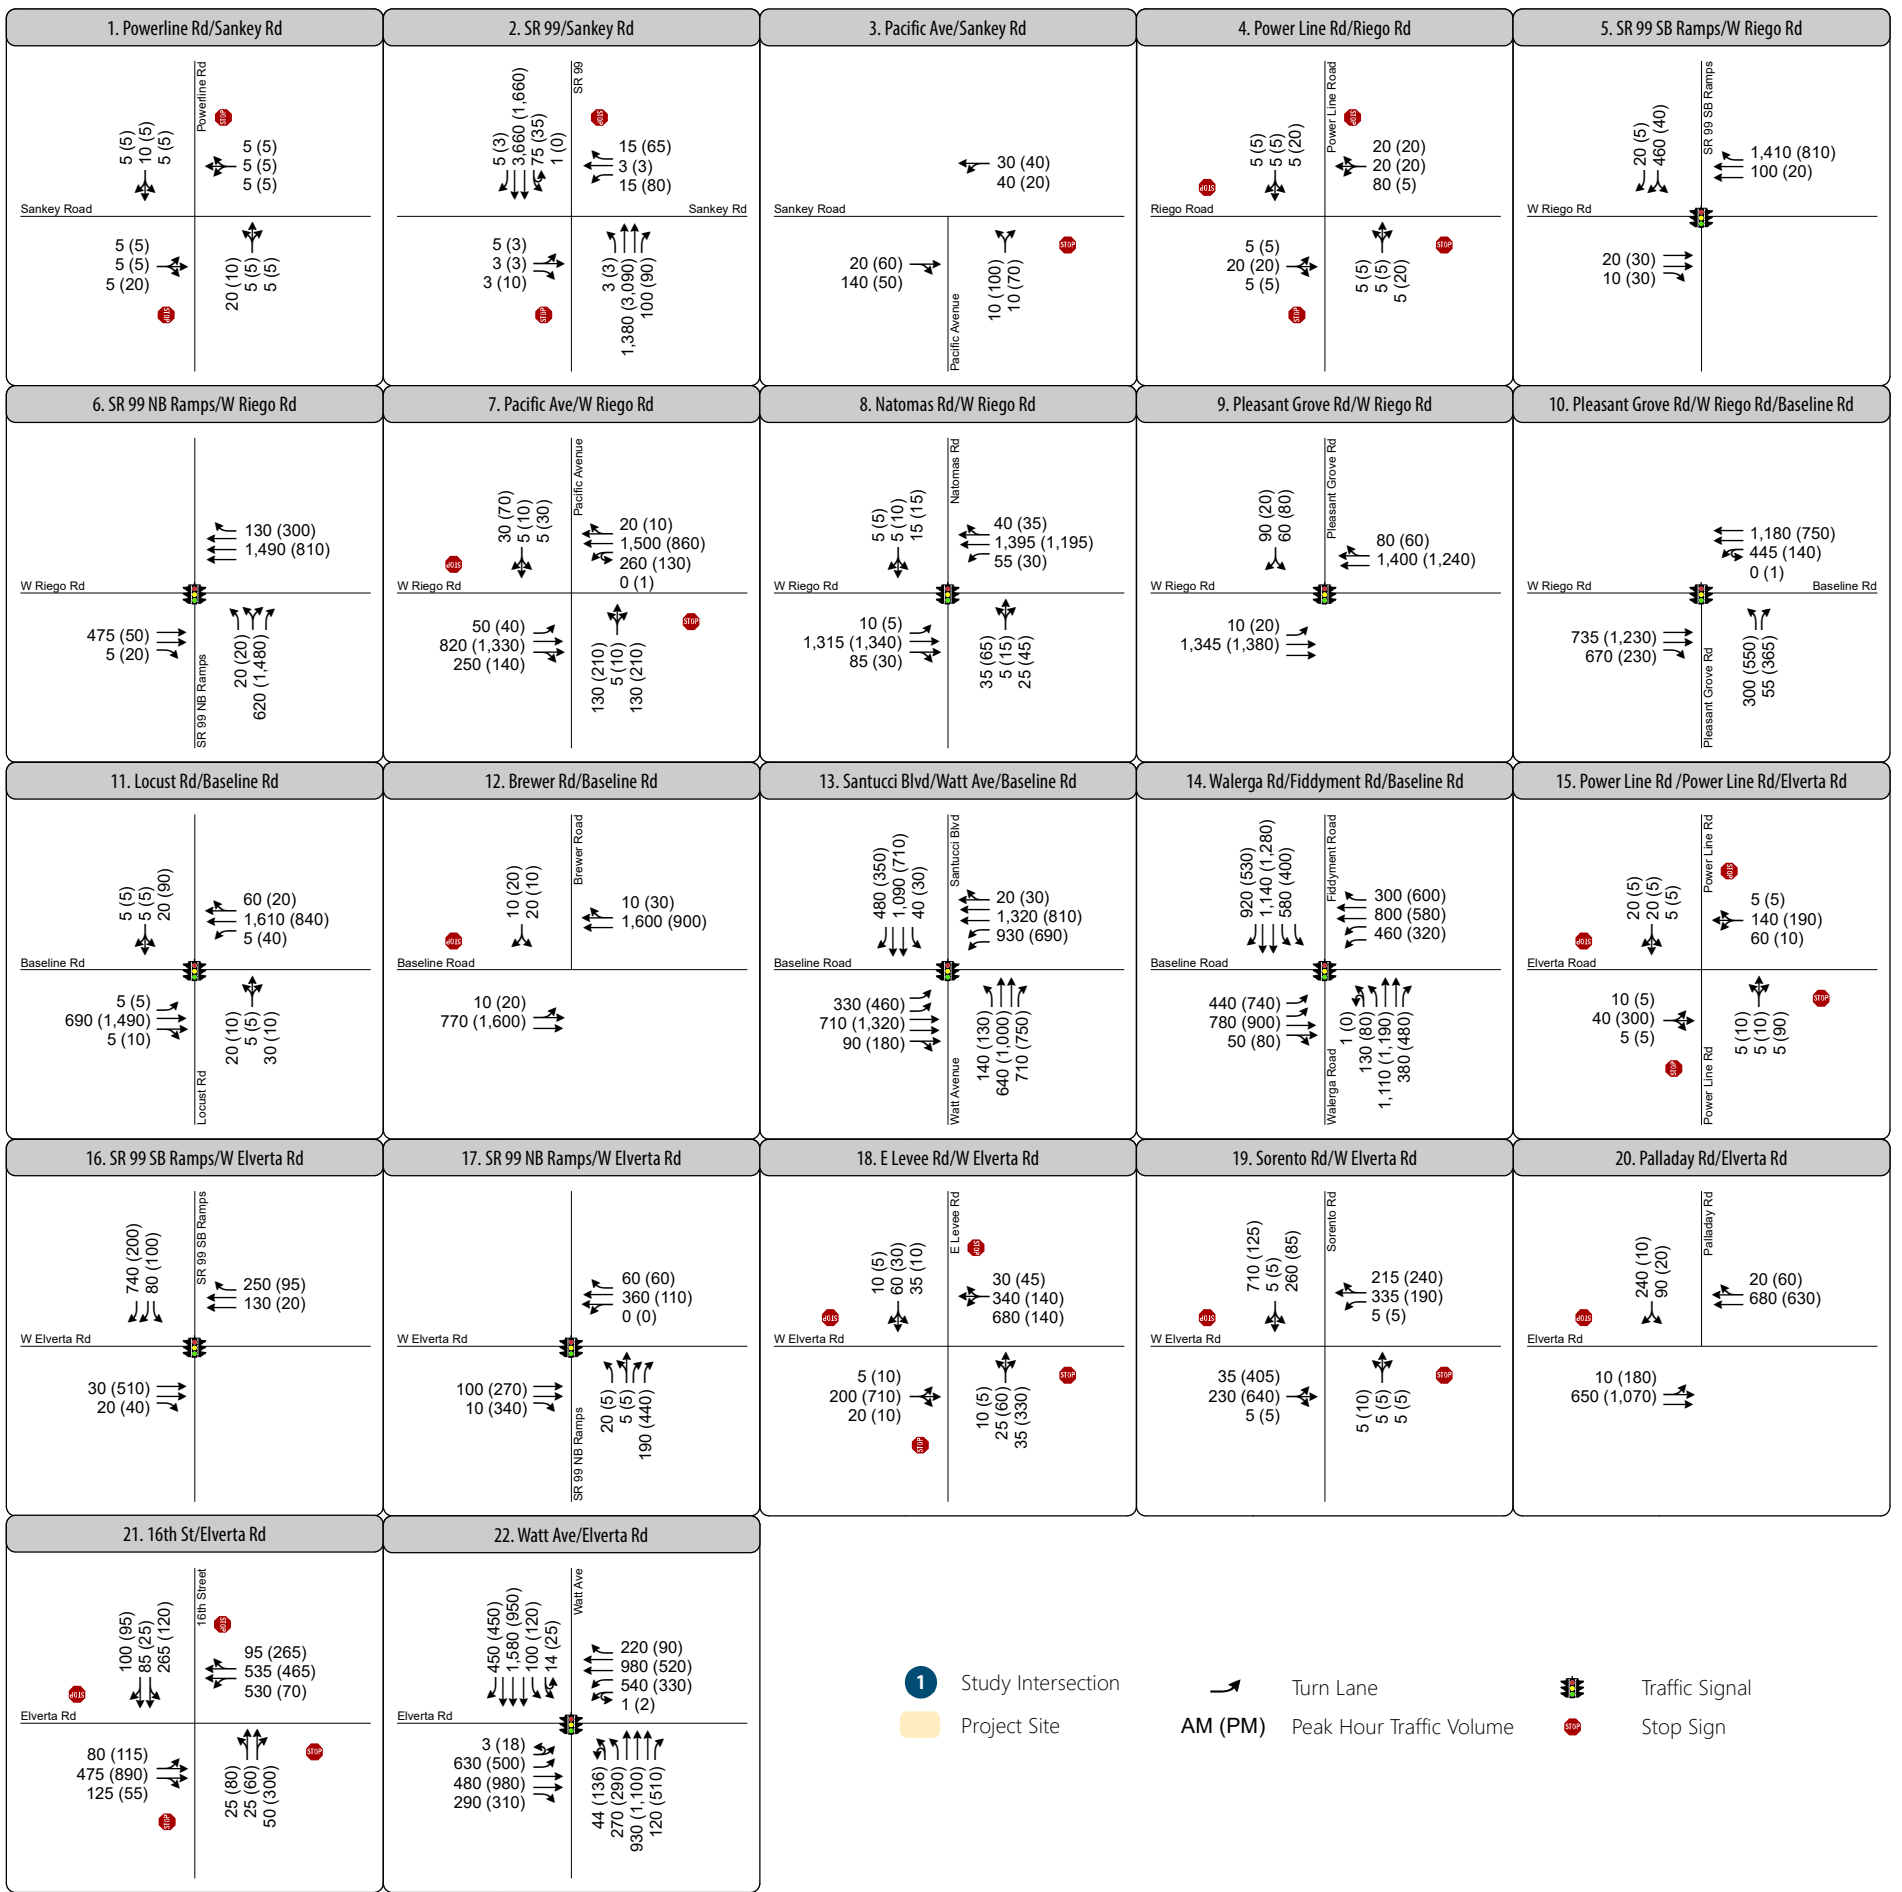 1. Powerline Rd/Sankey Rd
Powerline Rd
5 (5)
10 (5)
5 (5)
STOP
5 (5)
5 (5)
5 (5)
Sankey Road
5 (5)
5 (5)
5 (20)
STOP
20 (10)
5 (5)
5 (5)
2. SR 99/Sankey Rd
SR 99
5 (3)
3,660 (1,660)
75 (35)
1 (0)
STOP
15 (65)
3 (3)
15 (80)
Sankey Rd
5 (3)
3 (3)
3 (10)
STOP
3 (3)
1,380 (3,090)
100 (90)
3. Pacific Ave/Sankey Rd
30 (40)
40 (20)
Sankey Road
20 (60)
140 (50)
Pacific Avenue
10 (100)
10 (70)
STOP
4. Power Line Rd/Riego Rd
Power Line Road
5 (5)
5 (5)
5 (20)
STOP
STOP
20 (20)
20 (20)
80 (5)
Riego Road
5 (5)
20 (20)
5 (5)
STOP
5 (5)
5 (5)
5 (20)
STOP
5. SR 99 SB Ramps/W Riego Rd
SR 99 SB Ramps
20 (5)
460 (40)
1,410 (810)
100 (20)
W Riego Rd
20 (30)
10 (30)
6. SR 99 NB Ramps/W Riego Rd
130 (300)
1,490 (810)
W Riego Rd
475 (50)
5 (20)
SR 99 NB Ramps
20 (20)
620 (1,480)
7. Pacific Ave/W Riego Rd
Pacific Avenue
30 (70)
5 (10)
5 (30)
STOP
20 (10)
1,500 (860)
260 (130)
0 (1)
W Riego Rd
50 (40)
820 (1,330)
250 (140)
130 (210)
5 (10)
130 (210)
STOP
8. Natomas Rd/W Riego Rd
Natomas Rd
5 (5)
5 (10)
15 (15)
40 (35)
1,395 (1,195)
55 (30)
W Riego Rd
10 (5)
1,315 (1,340)
85 (30)
35 (65)
5 (15)
25 (45)
9. Pleasant Grove Rd/W Riego Rd
Pleasant Grove Rd
90 (20)
60 (80)
80 (60)
1,400 (1,240)
W Riego Rd
10 (20)
1,345 (1,380)
10. Pleasant Grove Rd/W Riego Rd/Baseline Rd
1,180 (750)
445 (140)
0 (1)
W Riego Rd
Baseline Rd
735 (1,230)
670 (230)
Pleasant Grove Rd
300 (550)
55 (365)
11. Locust Rd/Baseline Rd
5 (5)
5 (5)
20 (90)
60 (20)
1,610 (840)
5 (40)
Baseline Rd
5 (5)
690 (1,490)
5 (10)
Locust Rd
20 (10)
5 (5)
30 (10)
12. Brewer Rd/Baseline Rd
Brewer Road
10 (20)
20 (10)
STOP
10 (30)
1,600 (900)
Baseline Road
10 (20)
770 (1,600)
13. Santucci Blvd/Watt Ave/Baseline Rd
Santucci Blvd
480 (350)
1,090 (710)
40 (30)
20 (30)
1,320 (810)
930 (690)
Baseline Road
330 (460)
710 (1,320)
90 (180)
Watt Avenue
140 (130)
640 (1,000)
710 (750)
14. Walerga Rd/Fiddyment Rd/Baseline Rd
Fiddyment Road
920 (530)
1,140 (1,280)
580 (400)
300 (600)
800 (580)
460 (320)
Baseline Road
440 (740)
780 (900)
50 (80)
Walerga Road
1 (0)
130 (80)
1,110 (1,190)
380 (480)
15. Power Line Rd /Power Line Rd/Elverta Rd
Power Line Rd
20 (5)
20 (5)
5 (5)
STOP
STOP
5 (5)
140 (190)
60 (10)
Elverta Road
10 (5)
40 (300)
5 (5)
STOP
Power Line Rd
5 (10)
5 (10)
5 (90)
STOP
16. SR 99 SB Ramps/W Elverta Rd
SR 99 SB Ramps
740 (200)
80 (100)
250 (95)
130 (20)
W Elverta Rd
30 (510)
20 (40)
17. SR 99 NB Ramps/W Elverta Rd
60 (60)
360 (110)
0 (0)
W Elverta Rd
100 (270)
10 (340)
SR 99 NB Ramps
20 (5)
5 (5)
190 (440)
18. E Levee Rd/W Elverta Rd
E Levee Rd
10 (5)
60 (30)
35 (10)
STOP
STOP
30 (45)
340 (140)
680 (140)
W Elverta Rd
5 (10)
200 (710)
20 (10)
STOP
10 (5)
25 (60)
35 (330)
STOP
19. Sorento Rd/W Elverta Rd
Sorento Rd
710 (125)
5 (5)
260 (85)
STOP
215 (240)
335 (190)
5 (5)
W Elverta Rd
35 (405)
230 (640)
5 (5)
5 (10)
5 (5)
5 (5)
STOP
20. Palladay Rd/Elverta Rd
Palladay Rd
240 (10)
90 (20)
STOP
20 (60)
680 (630)
Elverta Rd
10 (180)
650 (1,070)
21. 16th St/Elverta Rd
16th Street
100 (95)
85 (25)
265 (120)
STOP
STOP
95 (265)
535 (465)
530 (70)
Elverta Rd
80 (115)
475 (890)
125 (55)
STOP
25 (80)
25 (60)
50 (300)
STOP
22. Watt Ave/Elverta Rd
Watt Ave
450 (450)
1,580 (950)
100 (120)
14 (25)
220 (90)
980 (520)
540 (330)
1 (2)
Elverta Rd
3 (18)
630 (500)
480 (980)
290 (310)
44 (136)
270 (290)
930 (1,100)
120 (510)
1 Study Intersection
Turn Lane
Traffic Signal
Project Site
AM (PM) Peak Hour Traffic Volume
STOP Stop Sign